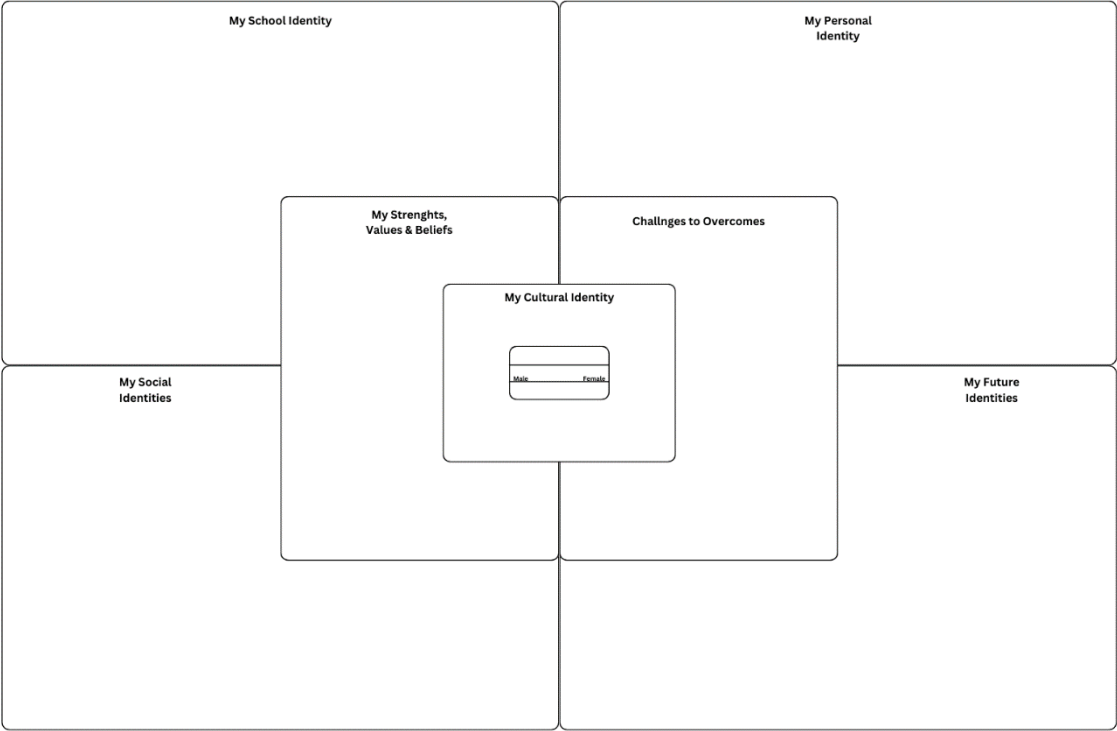 My School Identity
My Personal
Identity
My Strenghts,
Values & Beliefs
Challnges to Overcomes
My Cultural Identity
Male
Female
My Social
Identities
My Future
Identities